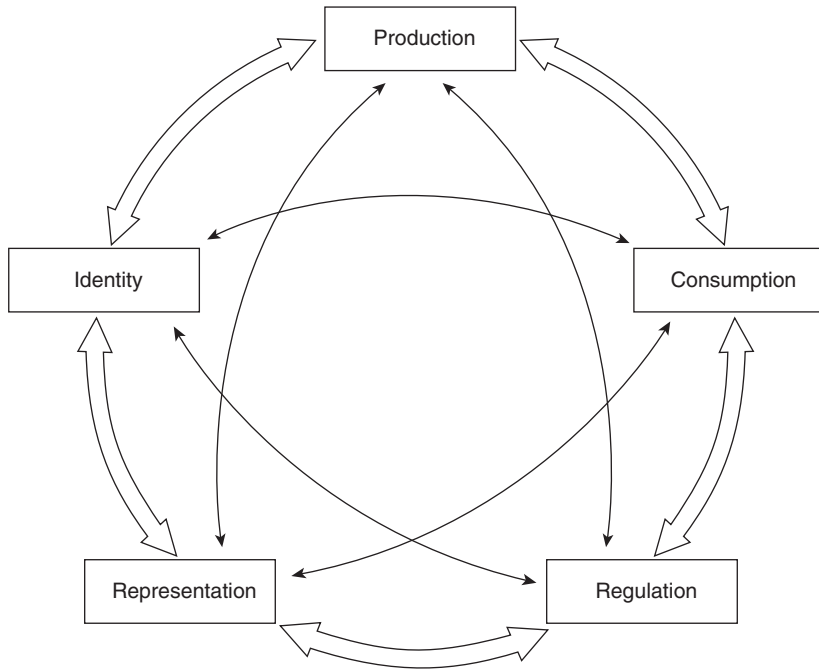 Production
Identity
Consumption
Representation
Regulation